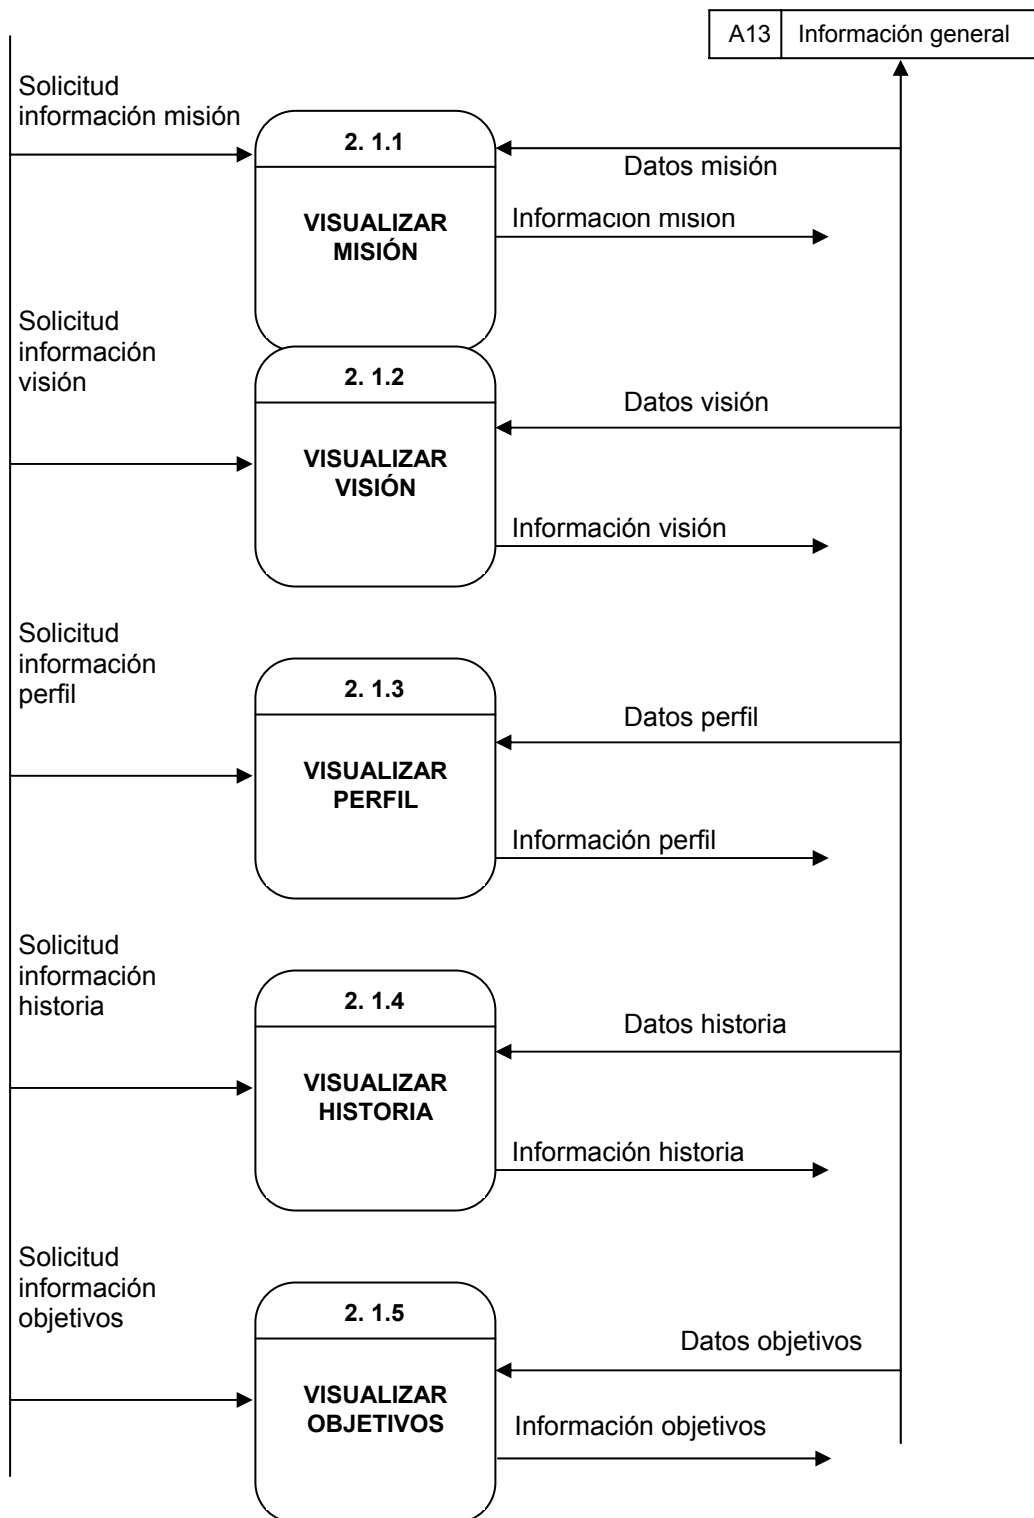 A13 Información general
Solicitud
información misión
2. 1.1
Datos misión
VISUALIZAR
MISIÓN
Información misión
Solicitud
información
visión
2. 1.2
Datos visión
VISUALIZAR
VISIÓN
Información visión
Solicitud
información
perfil
2. 1.3
Datos perfil
VISUALIZAR
PERFIL
Información perfil
Solicitud
información
historia
2. 1.4
Datos historia
VISUALIZAR
HISTORIA
Información historia
Solicitud
información
objetivos
2. 1.5
Datos objetivos
VISUALIZAR
OBJETIVOS
Información objetivos